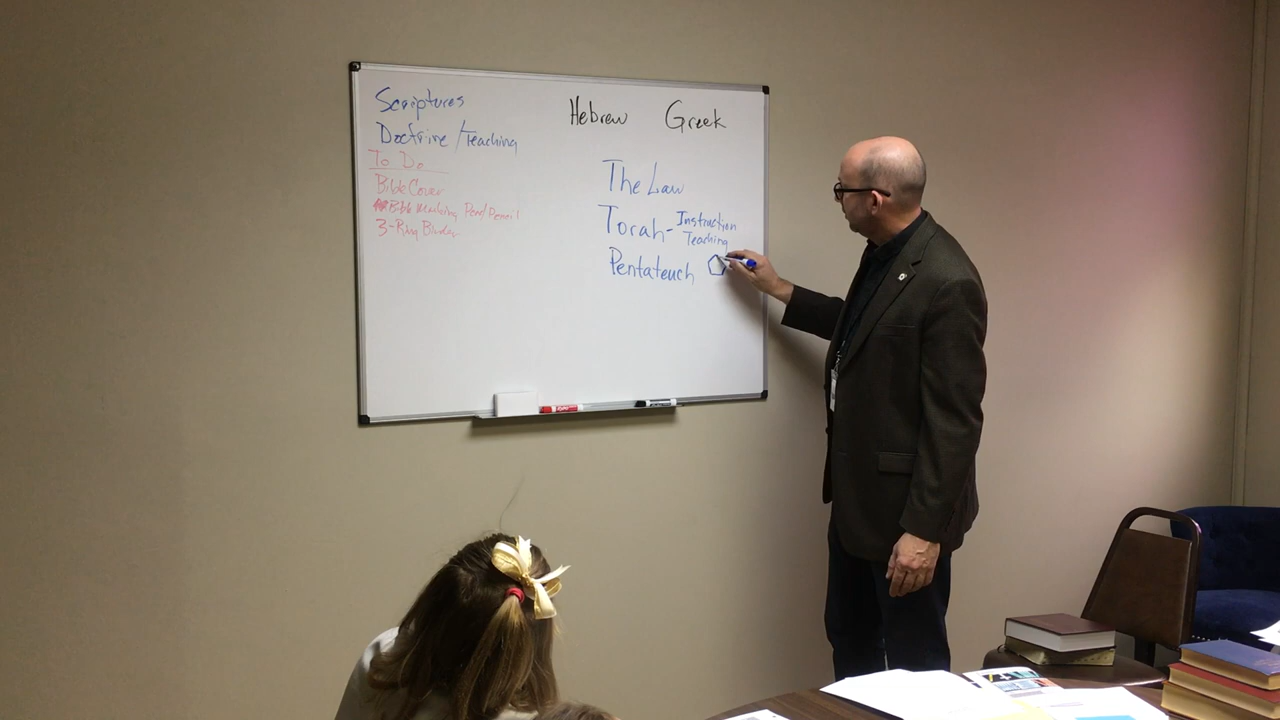 Scriptures
Doctrine / Teaching
To Do
Bible Cover
Bible Marking Pen/Pencil
3-Ring Binder
Hebrew Greek
The Law
Torah - Instruction
Teaching
Pentateuch